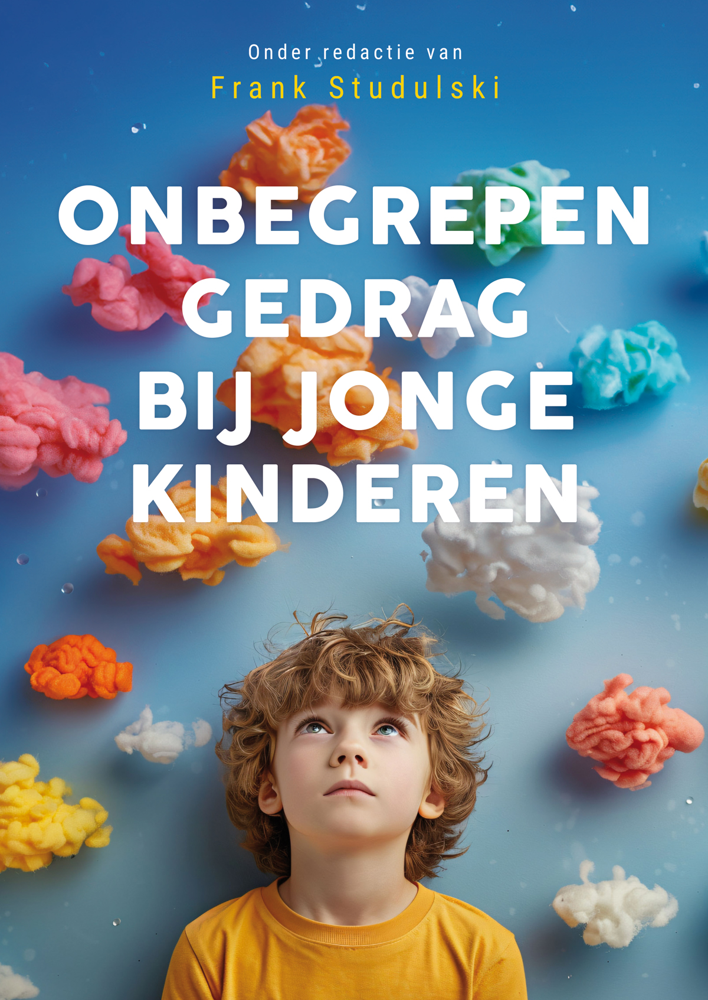 Onder redactie van
Frank Studulski
ONBEGREPEN
GEDRAG
BIJ JONGE
KINDEREN